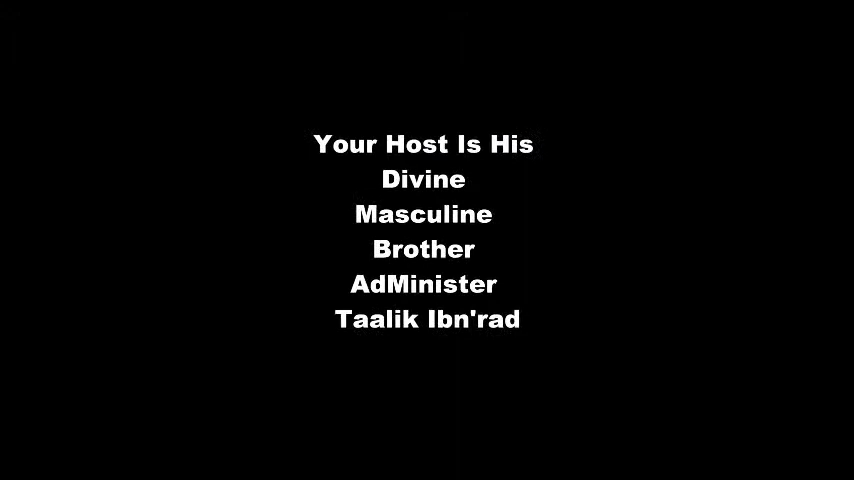 Your Host Is His
Divine
Masculine
Brother
AdMinister
Taalik Ibn'rad